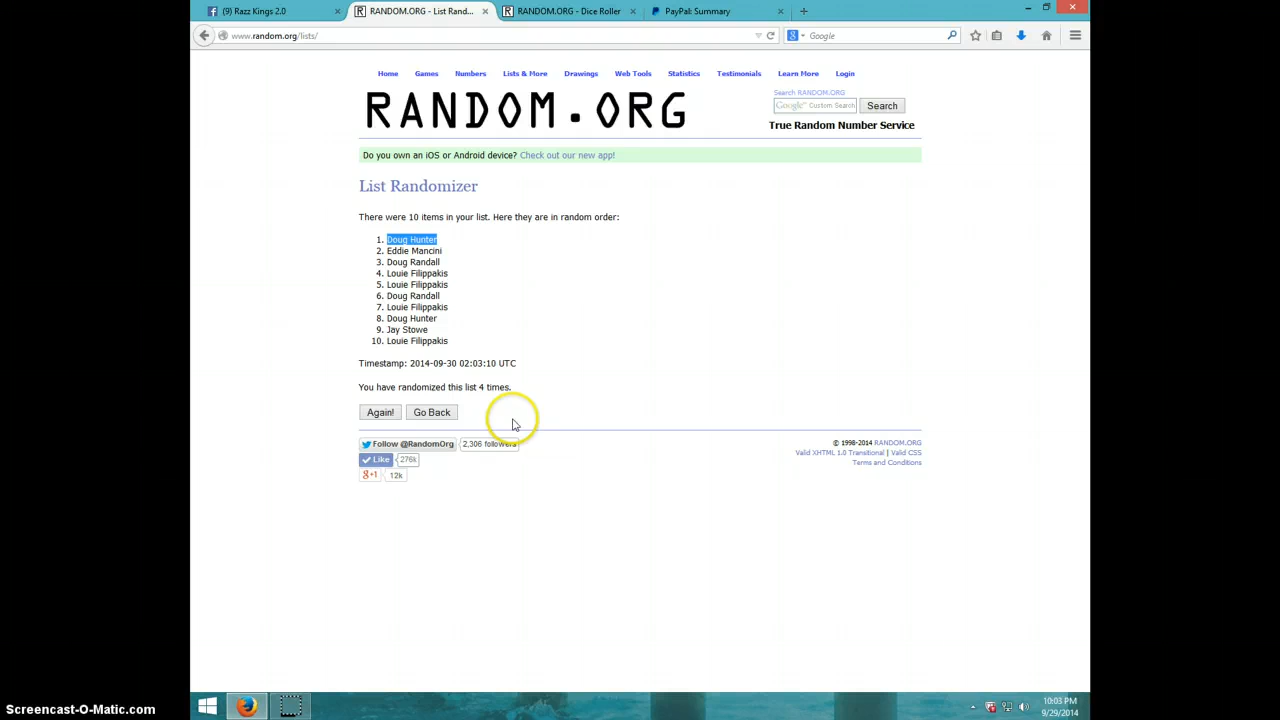 (9) Razz Kings 2.0
RANDOM.ORG - List Rand...
RANDOM.ORG - Dice Roller
PayPal: Summary
www.random.org/lists/
Google
Home
Games
Numbers
Lists & More
Drawings
Web Tools
Statistics
Testimonials
Learn More
Login
RANDOM.ORG
Search RANDOM.ORG
Google™ Custom Search
Search
True Random Number Service
Do you own an iOS or Android device? Check out our new app!
List Randomizer
There were 10 items in your list. Here they are in random order:
1. Doug Hunter
2. Eddie Mancini
3. Doug Randall
4. Louie Filippakis
5. Louie Filippakis
6. Doug Randall
7. Louie Filippakis
8. Doug Hunter
9. Jay Stowe
10. Louie Filippakis
Timestamp: 2014-09-30 02:03:10 UTC
You have randomized this list 4 times.
Again!
Go Back
Follow @RandomOrg
2,306 followers
Like
276k
+1
12k
© 1998-2014 RANDOM.ORG
Valid XHTML 1.0 Transitional | Valid CSS
Terms and Conditions
10:03 PM
9/29/2014
Screencast-O-Matic.com